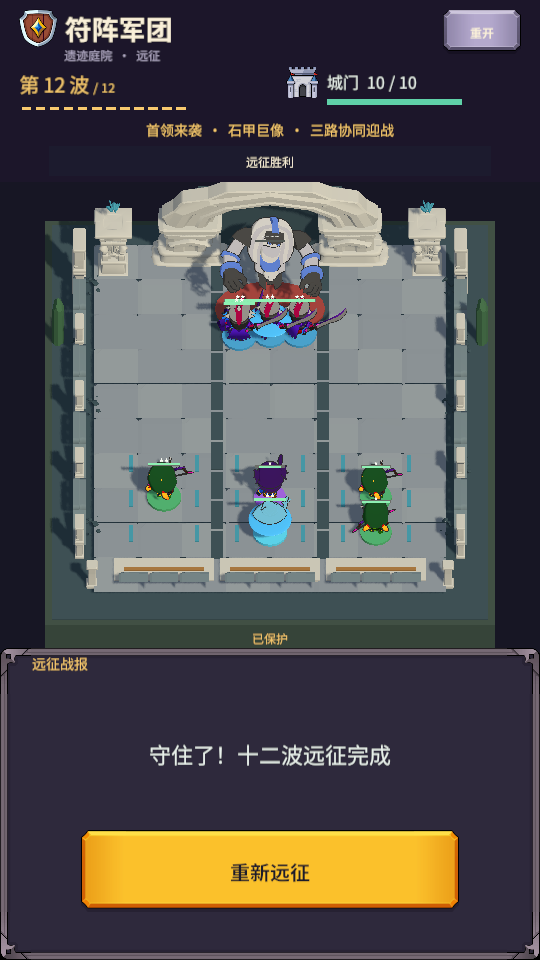 符阵军团
重开
遗迹庭院 · 远征
第 12 波 / 12
城门 10 / 10
首领来袭 · 石甲巨像 · 三路协同迎战
远征胜利
已保护
远征战报
守住了！十二波远征完成
重新远征